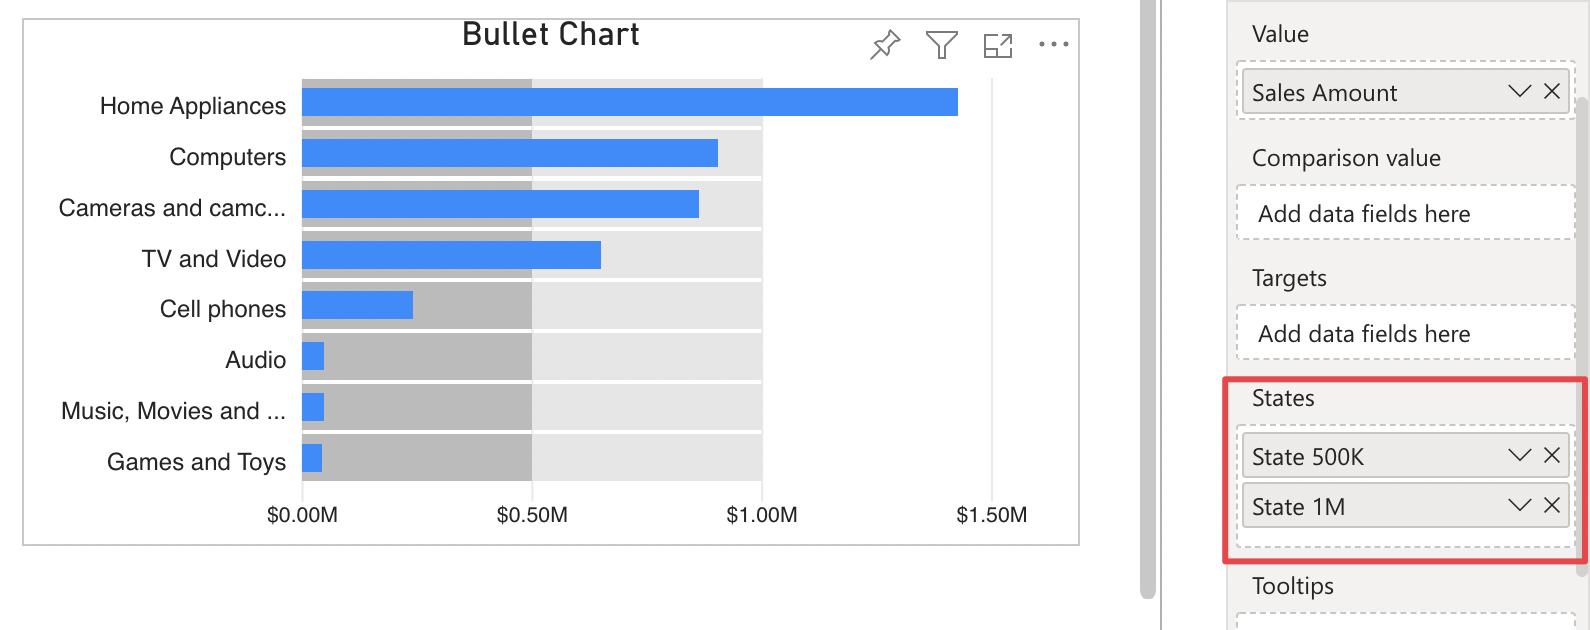 Bullet Chart
Home Appliances
Computers
Cameras and camc...
TV and Video
Cell phones
Audio
Music, Movies and ...
Games and Toys
$0.00M $0.50M $1.00M $1.50M
Value
Sales Amount
Comparison value
Add data fields here
Targets
Add data fields here
States
State 500K
State 1M
Tooltips